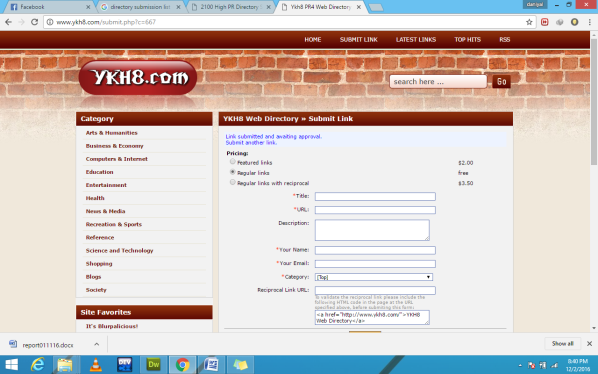 Facebook
directory submission list
2100 High PR Directory
Ykh8 PR4 Web Directory
www.ykh8.com/submit.php?c=667
HOME
SUBMIT LINK
LATEST LINKS
TOP HITS
RSS
YKH8.com
search here ...
Go
Category
Arts & Humanities
Business & Economy
Computers & Internet
Education
Entertainment
Health
News & Media
Recreation & Sports
Reference
Science and Technology
Shopping
Blogs
Society
Site Favorites
It's Blurpalicious!
YKH8 Web Directory » Submit Link
Link submitted and awaiting approval.
Submit another link.
Pricing:
Featured links $2.00
Regular links free
Regular links with reciprocal $3.50
*Title:
*URL:
Description:
*Your Name:
*Your Email:
*Category: [Top]
Reciprocal Link URL:
To validate the reciprocal link please include the
following HTML code in the page at the URL
specified above, before submiting this form:
<a href="http://www.ykh8.com/">YKH8
Web Directory</a>
report011116.docx
Show all
8:40 PM
12/2/2016